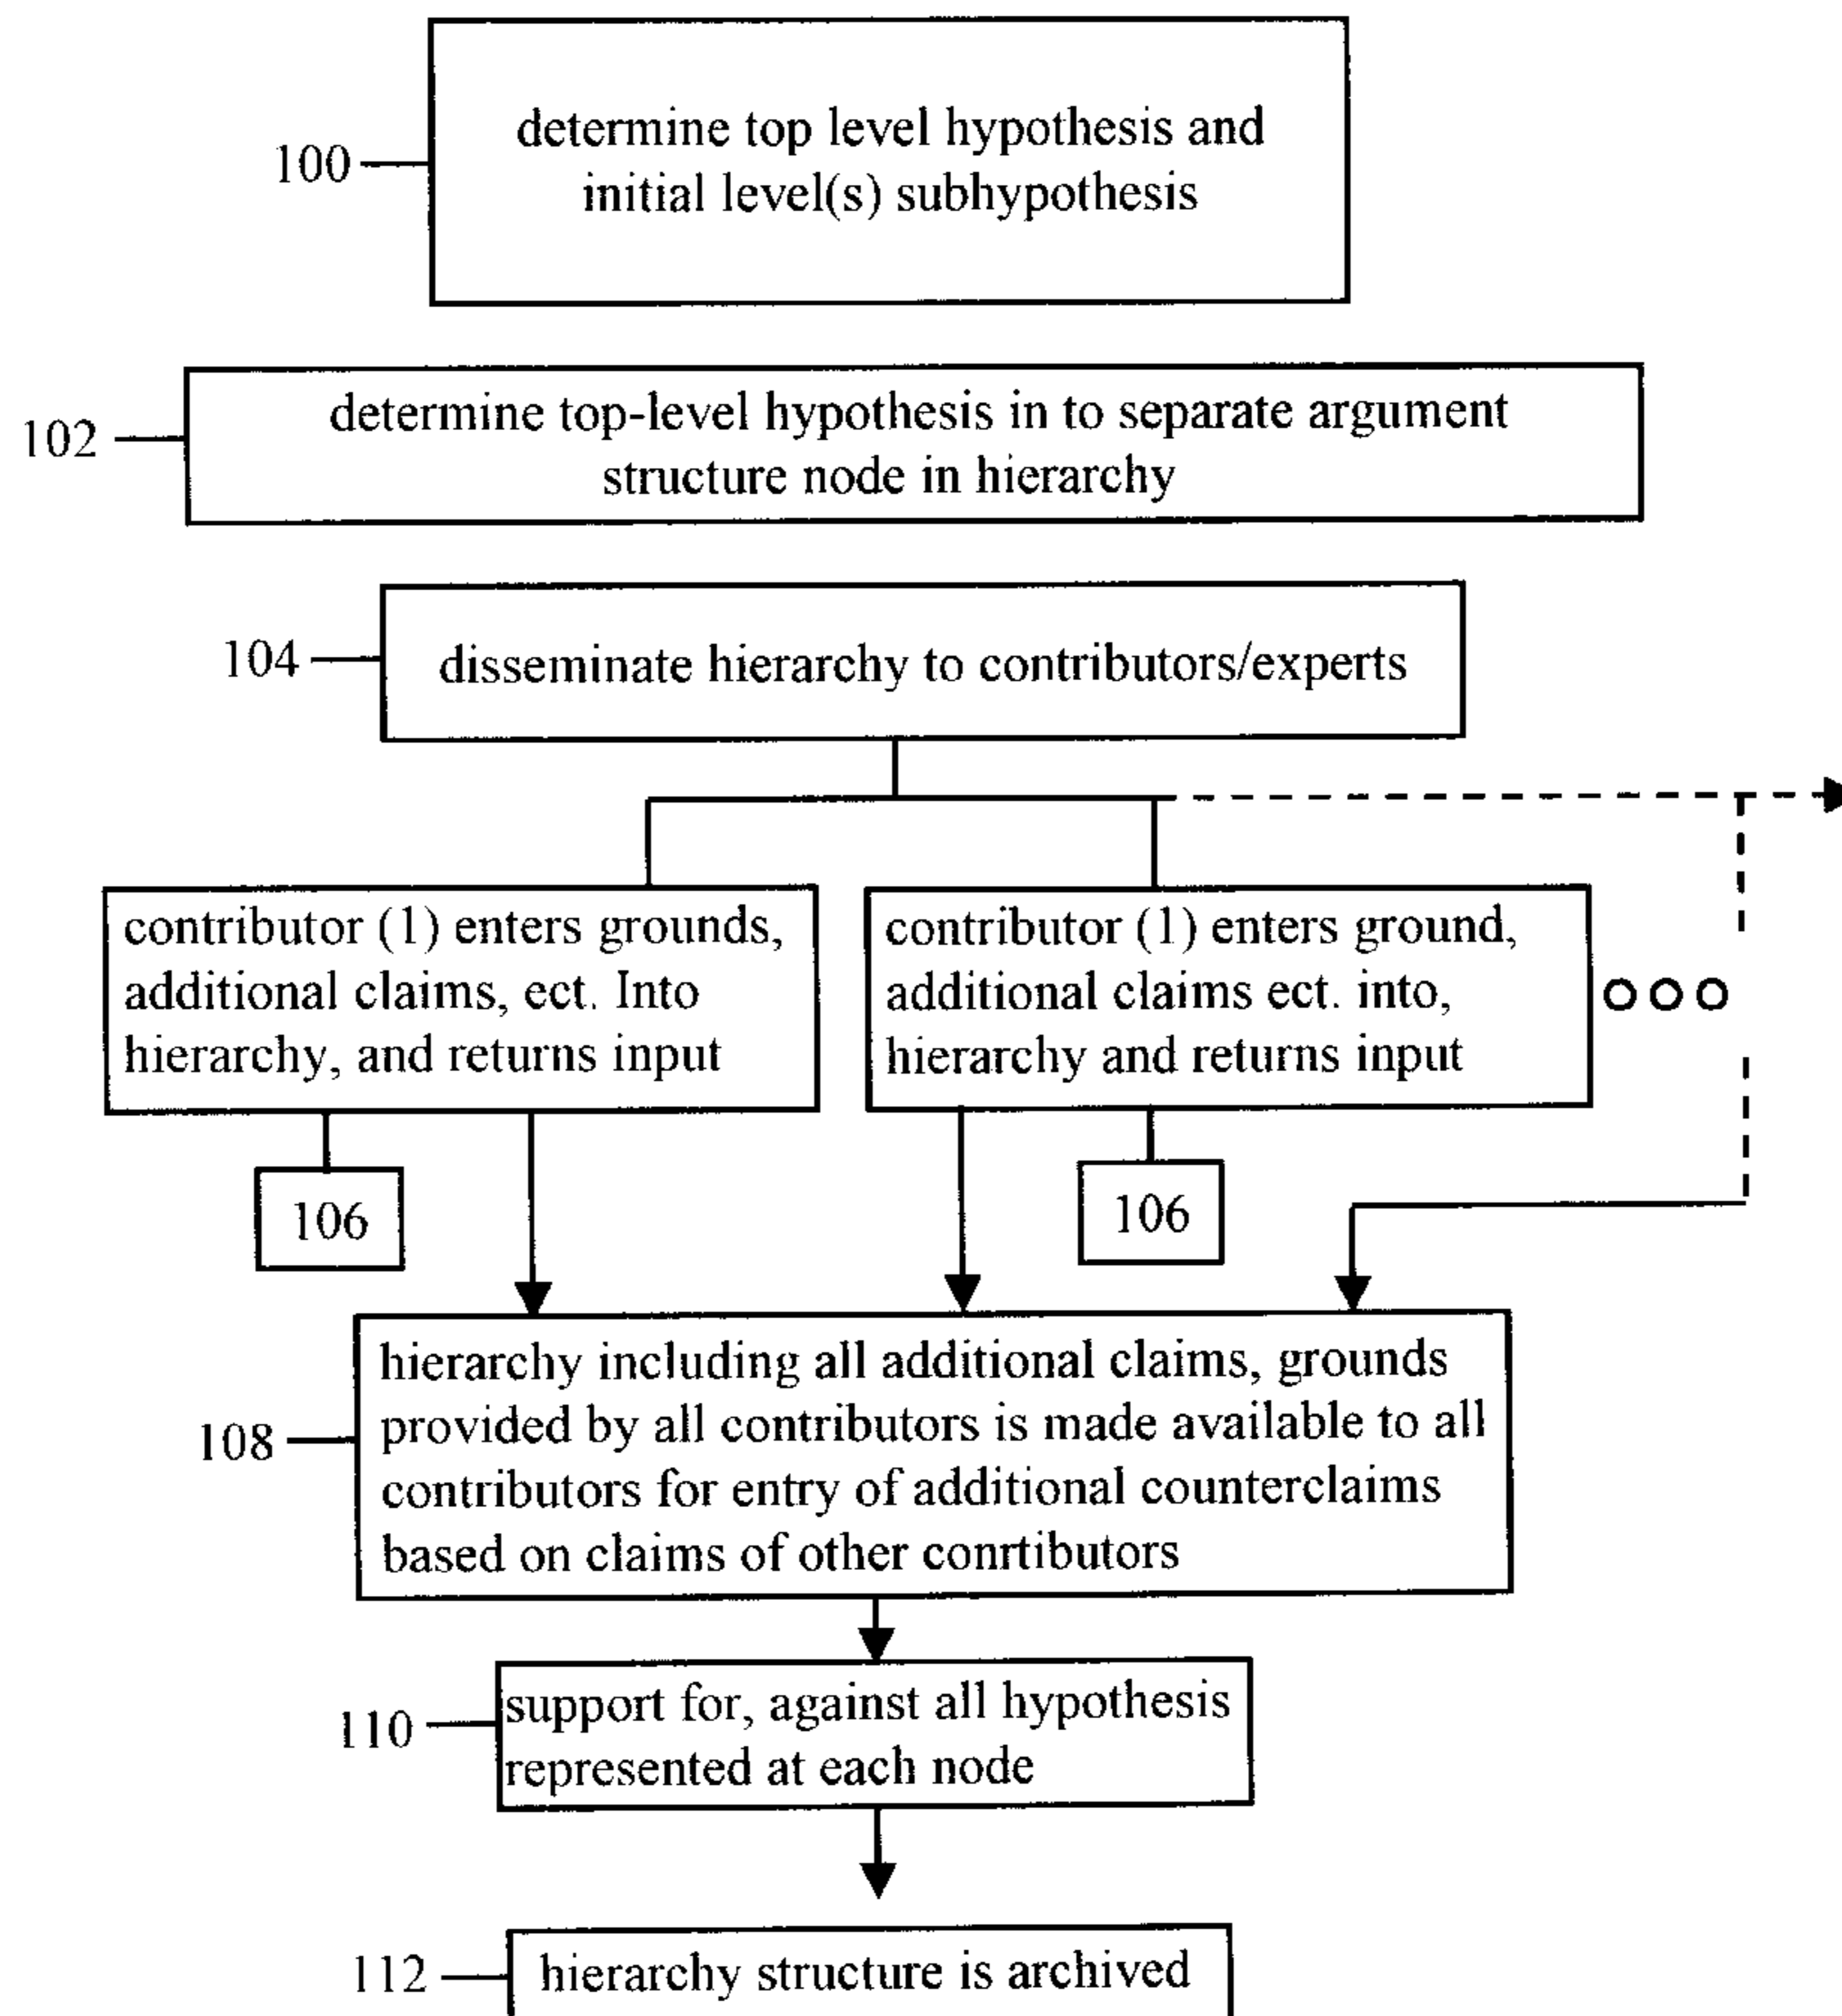 determine top level hypothesis and
100
initial level(s) subhypothesis
determine top-level hypothesis in to separate argument
102
structure node in hierarchy
104
disseminate hierarchy to contributors/experts
contributor (1) enters grounds,
additional claims, ect. Into
hierarchy, and returns input
contributor (1) enters ground,
additional claims ect. into,
hierarchy and returns input
106
106
hierarchy including all additional claims, grounds
provided by all contributors is made available to all
108
contributors for entry of additional counterclaims
based on claims of other conrtibutors
support for, against all hypothesis
110
represented at each node
112
hierarchy structure is archived